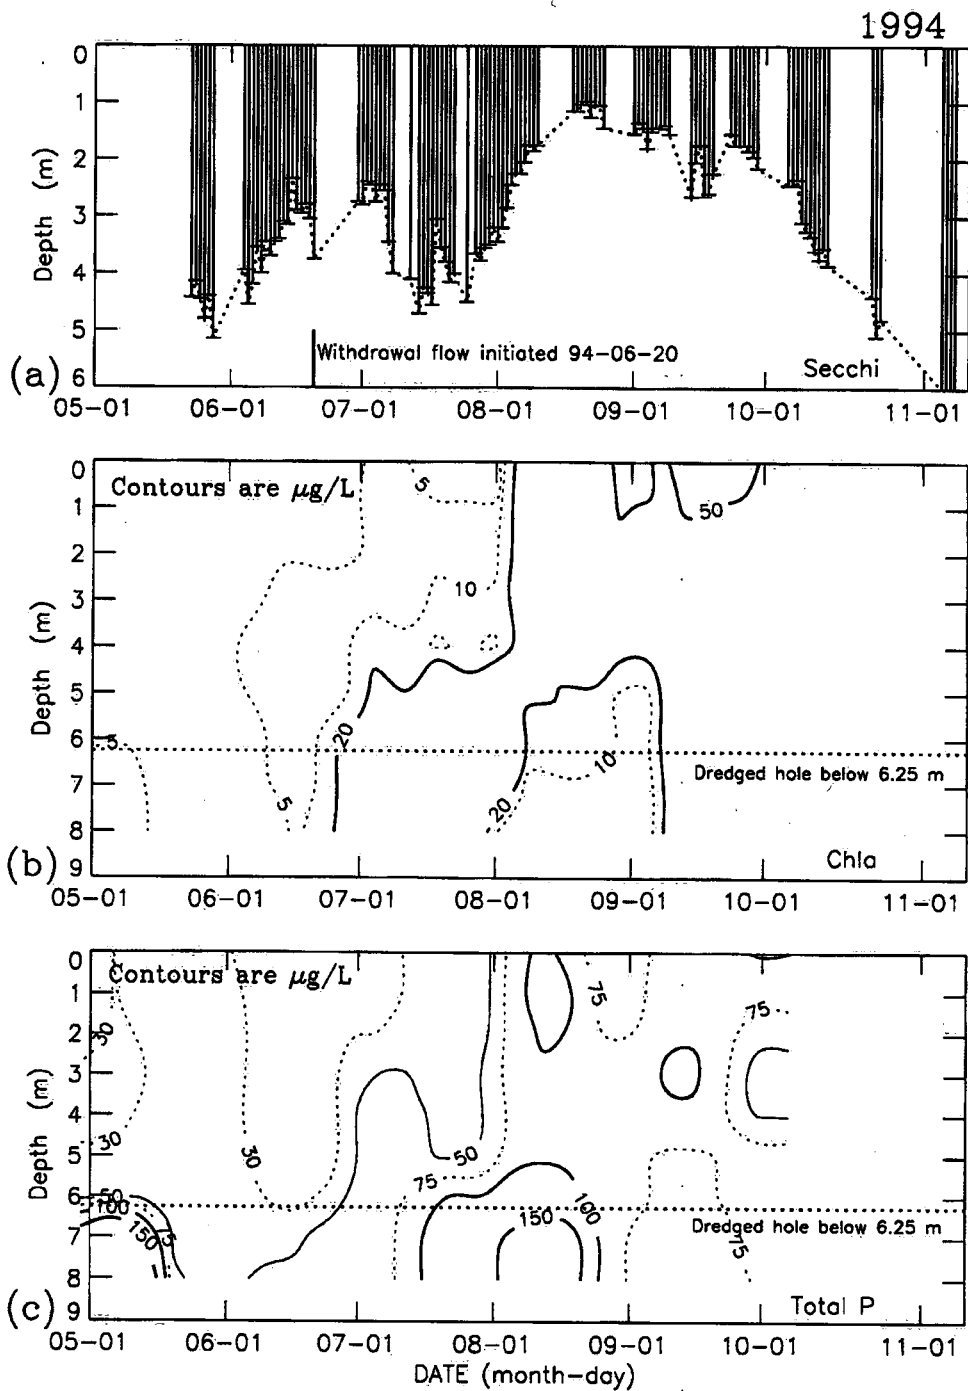 1994
0
1
2
3
4
5
6
Depth (m)
Withdrawal flow initiated 94-06-20
Secchi
(a)
05-01 06-01 07-01 08-01 09-01 10-01 11-01
Contours are µg/L
0
1
2
3
4
5
6
7
8
9
Depth (m)
5
50
10
20
5
10
5
20
Dredged hole below 6.25 m
Chla
(b)
05-01 06-01 07-01 08-01 09-01 10-01 11-01
Contours are µg/L
0
1
2
3
4
5
6
7
8
9
Depth (m)
75
75
30
30
30
50
75
50
100
100
150
150
75
75
Dredged hole below 6.25 m
Total P
(c)
05-01 06-01 07-01 08-01 09-01 10-01 11-01
DATE (month-day)